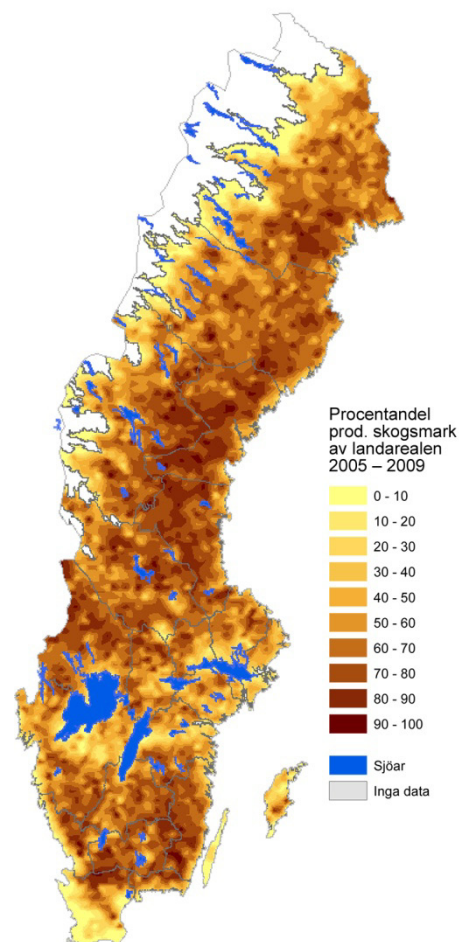 Procentandel
prod. skogsmark
av landarealen
2005 – 2009
0 - 10
10 - 20
20 - 30
30 - 40
40 - 50
50 - 60
60 - 70
70 - 80
80 - 90
90 - 100
Sjöar
Inga data